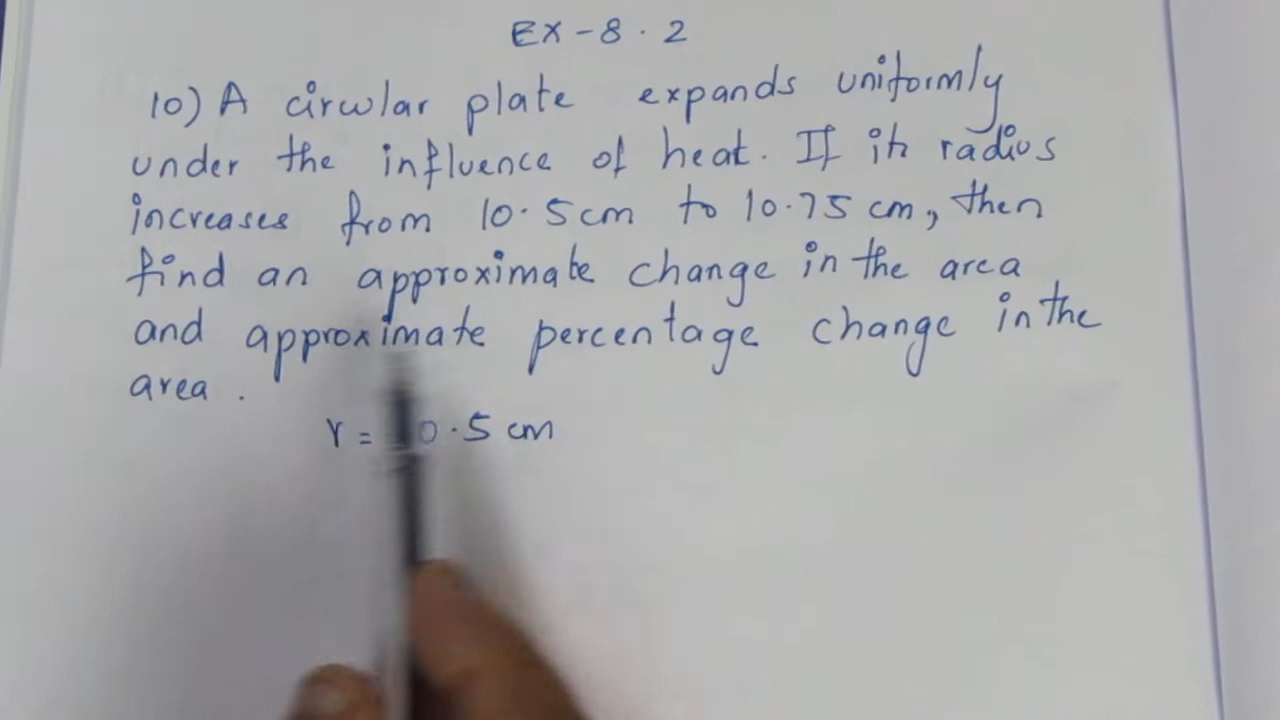 EX - 8.2
10) A circular plate expands uniformly
under the influence of heat. If its radius
increases from 10.5 cm to 10.75 cm, then
find an approximate change in the area
and approximate percentage change in the
area.
r = 10.5 cm